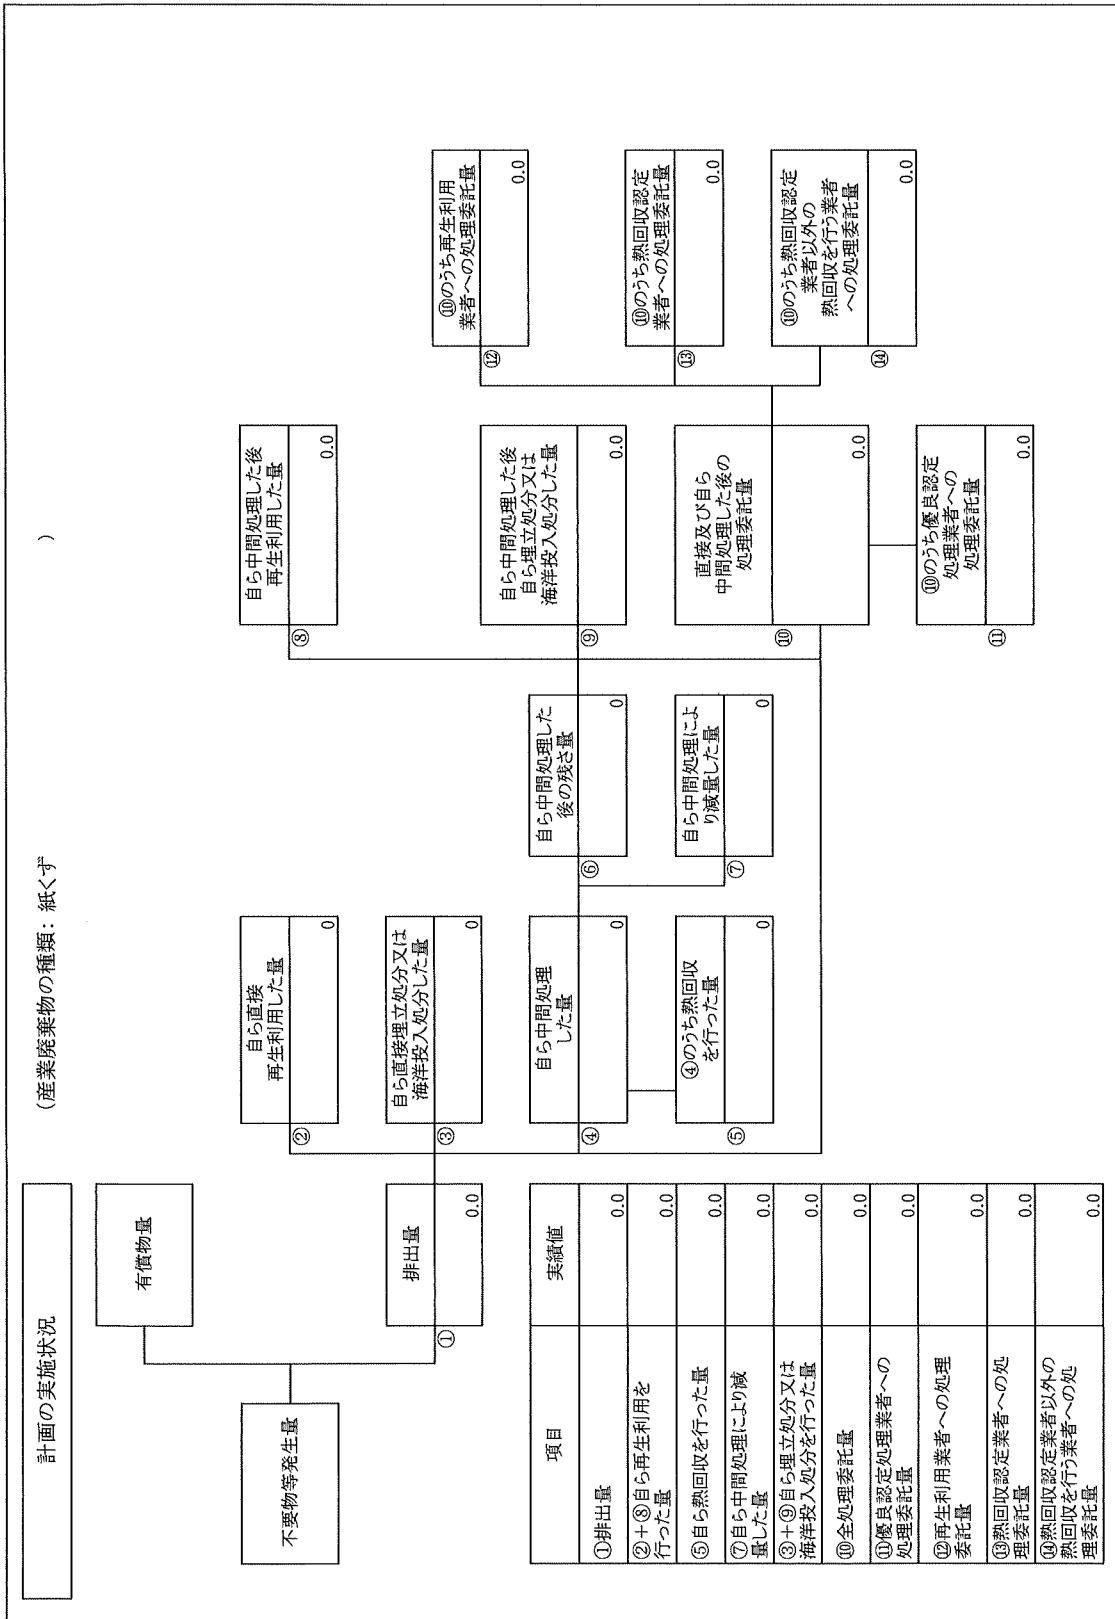 計画の実施状況
(産業廃棄物の種類: 紙くず
)
不要物等発生量
有償物量
排出量
①
0.0
自ら直接
再生利用した量
②
0
自ら直接埋立処分又は
海洋投入処分した量
③
0
自ら中間処理
した量
④
0
④のうち熱回収
を行った量
⑤
0
自ら中間処理した
後の残さ量
⑥
0
自ら中間処理によ
り減量した量
⑦
0
自ら中間処理した後
再生利用した量
⑧
0.0
自ら中間処理した後
自ら埋立処分又は
海洋投入処分した量
⑨
0.0
直接及び自ら
中間処理した後の
処理委託量
⑩
0.0
⑩のうち優良認定
処理業者への
処理委託量
⑪
0.0
⑩のうち再生利用
業者への処理委託量
⑫
0.0
⑩のうち熱回収認定
業者への処理委託量
⑬
0.0
⑩のうち熱回収認定
業者以外の
熱回収を行う業者
への処理委託量
⑭
0.0
項目 実績値
①排出量 0.0
②+⑧自ら再生利用を
行った量 0.0
⑤自ら熱回収を行った量 0.0
⑦自ら中間処理により減
量した量 0.0
③+⑨自ら埋立処分又は
海洋投入処分を行った量 0.0
⑩全処理委託量 0.0
⑪優良認定処理業者への
処理委託量 0.0
⑫再生利用業者への処理
委託量 0.0
⑬熱回収認定業者への処
理委託量 0.0
⑭熱回収認定業者以外の
熱回収を行う業者への処
理委託量 0.0